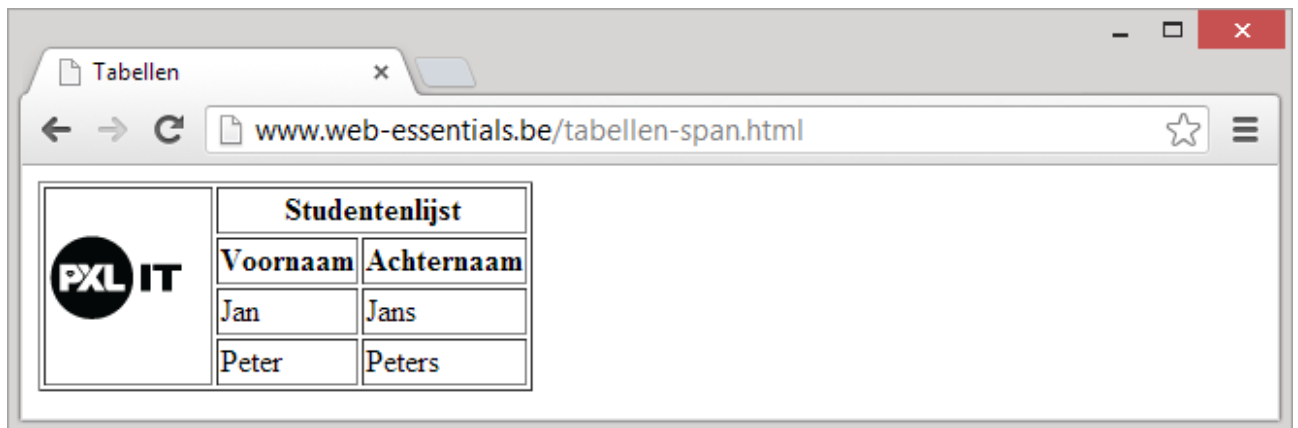 Tabellen
www.web-essentials.be/tabellen-span.html
PXL IT
Studentenlijst
Voornaam Achternaam
Jan Jans
Peter Peters